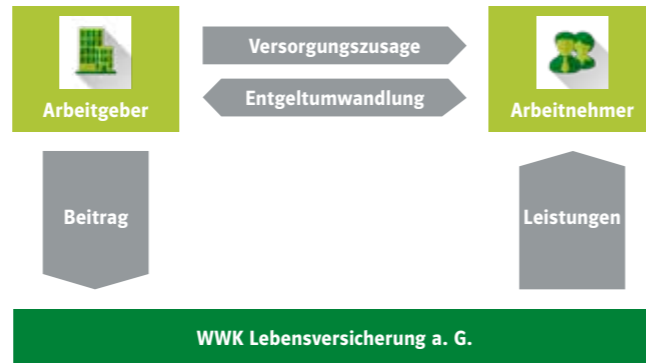 Versorgungszusage
Entgeltumwandlung
Arbeitgeber
Arbeitnehmer
Beitrag
Leistungen
WWK Lebensversicherung a. G.